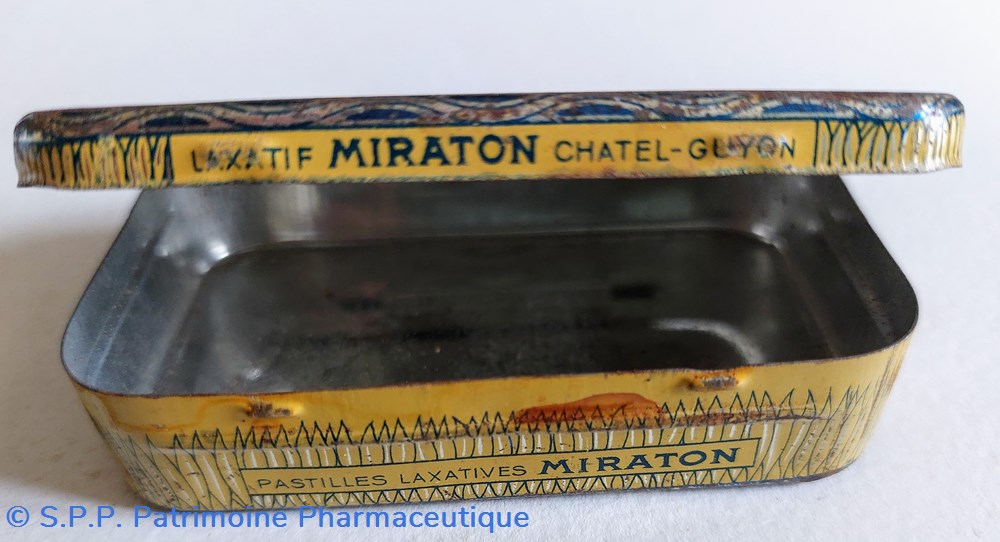 LAXATIF MIRATON CHATEL-GUYON
PASTILLES LAXATIVES MIRATON
© S.P.P. Patrimoine Pharmaceutique